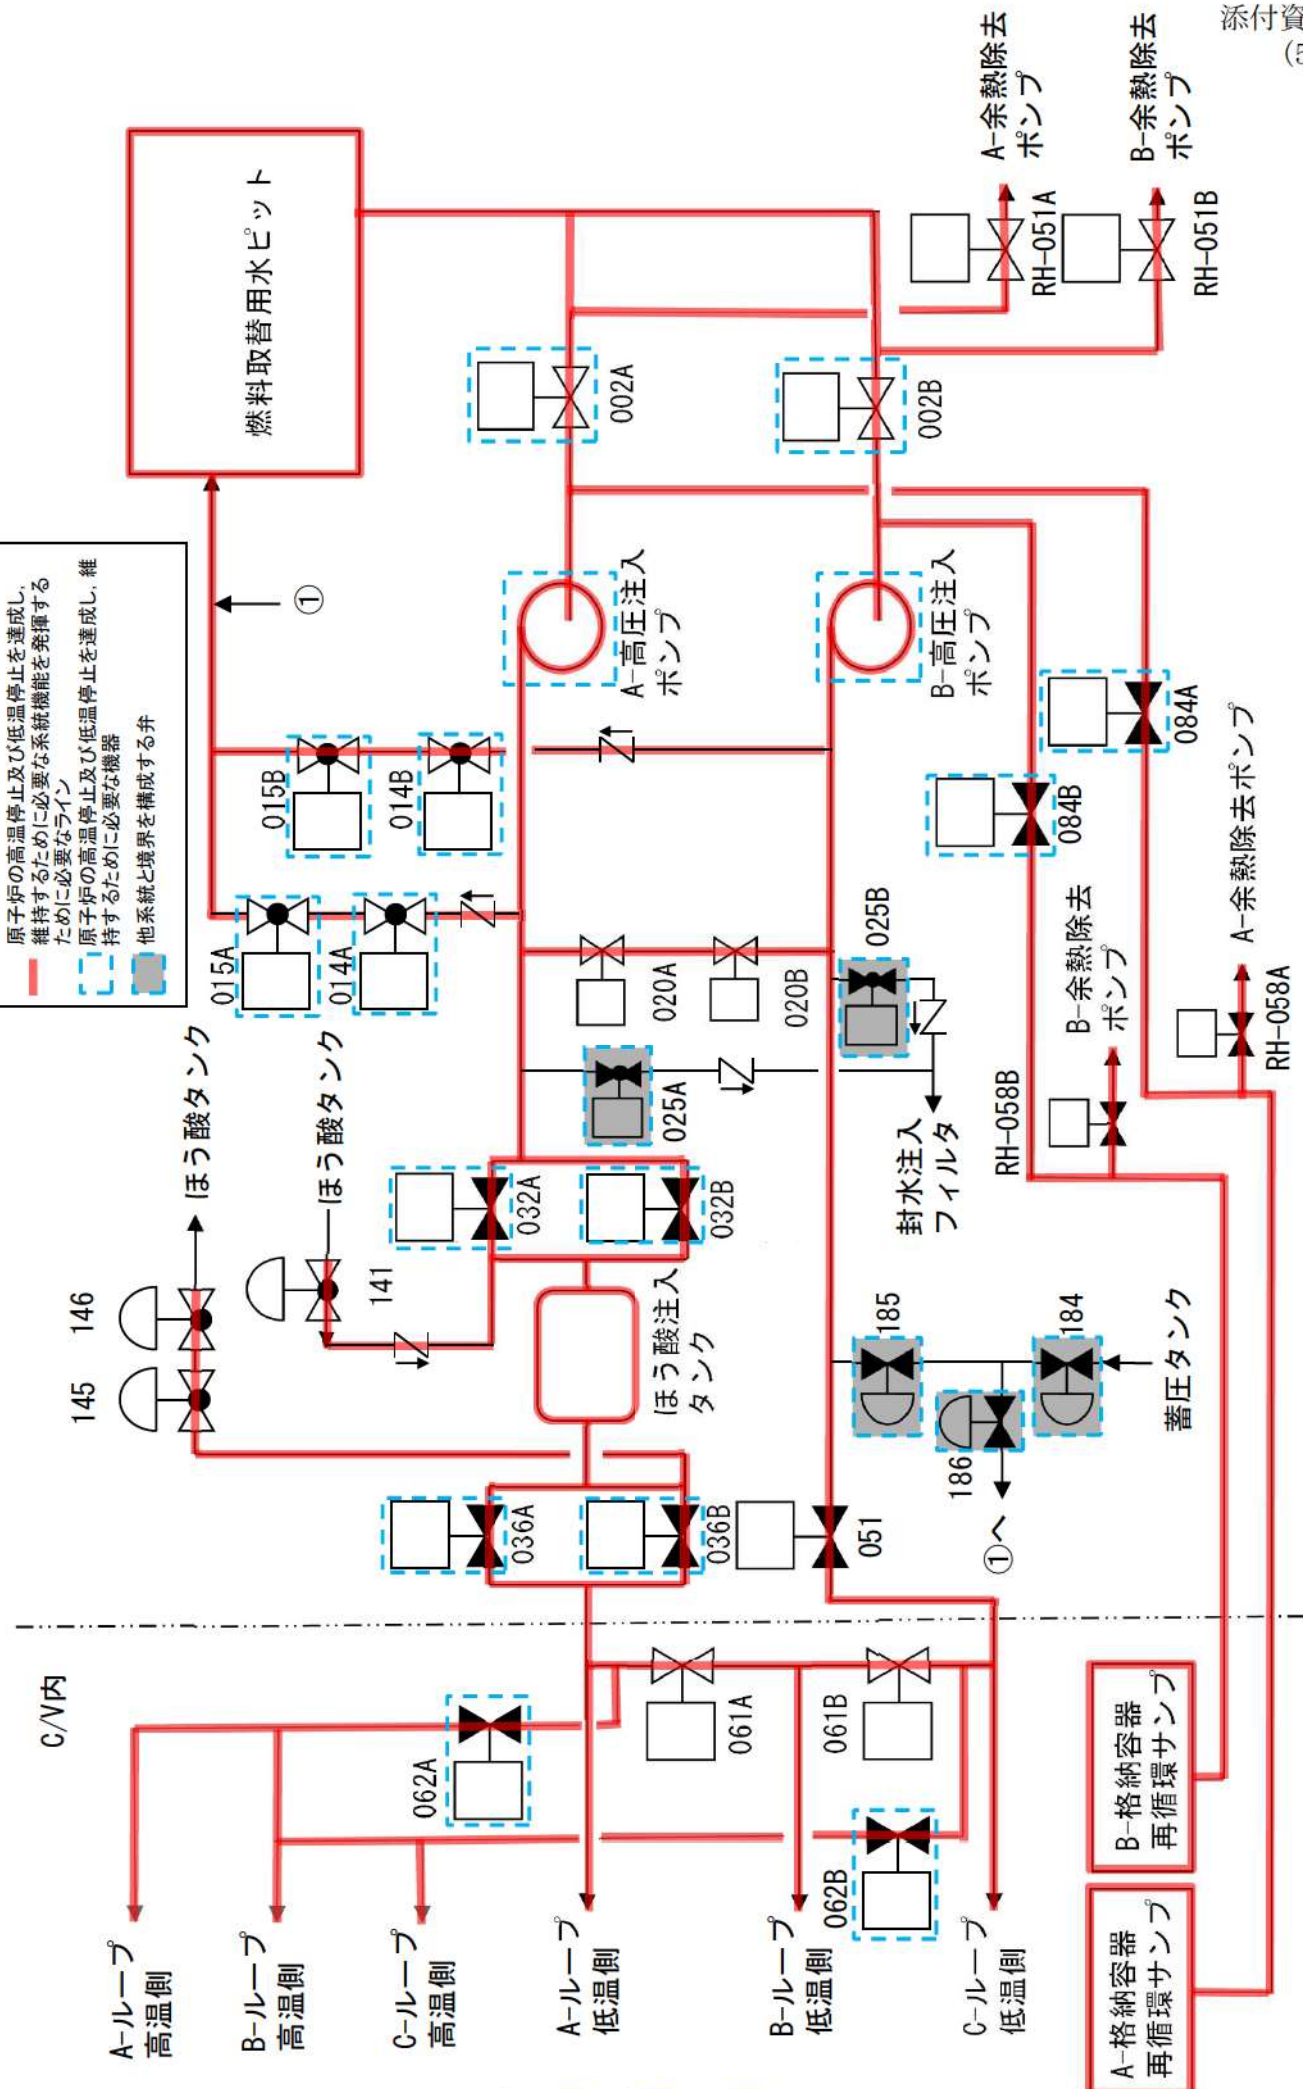 添付資
(5
原子炉の高温停止及び低温停止を達成し,
維持するために必要な系統機能を発揮する
ために必要なライン
原子炉の高温停止及び低温停止を達成し, 維
持するために必要な機器
他系統と境界を構成する弁
燃料取替用水ピット
①
A-余熱除去
ポンプ
B-余熱除去
ポンプ
RH-051A
RH-051B
002A
002B
A-高圧注入
ポンプ
B-高圧注入
ポンプ
015B
014B
015A
014A
020A
020B
025A
025B
封水注入
フィルタ
084A
084B
B-余熱除去
ポンプ
A-余熱除去ポンプ
RH-058B
RH-058A
ほう酸タンク
ほう酸タンク
146
145
141
032A
032B
ほう酸注入
タンク
036A
036B
051
185
184
186
蓄圧タンク
①へ
C/V内
062A
061A
061B
062B
A-ループ
高温側
B-ループ
高温側
C-ループ
高温側
A-ループ
低温側
B-ループ
低温側
C-ループ
低温側
B-格納容器
再循環サンプ
A-格納容器
再循環サンプ